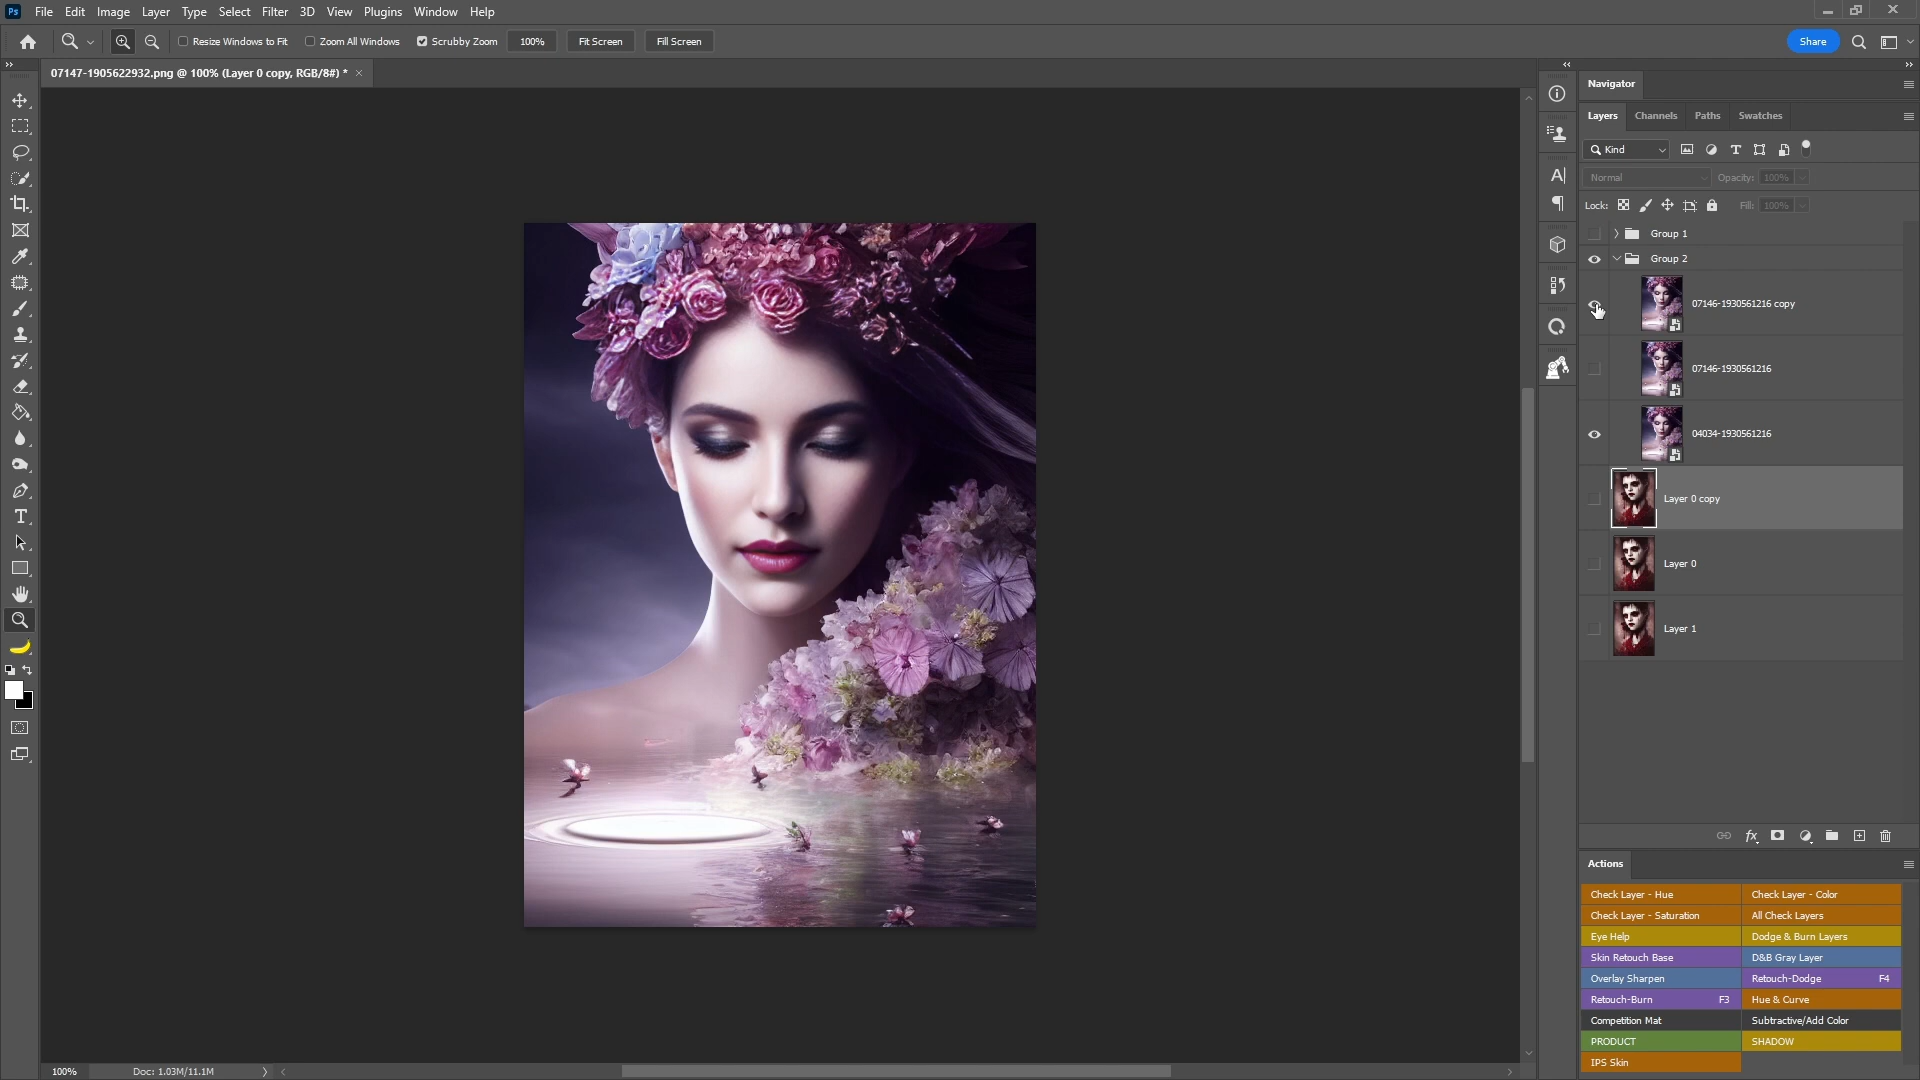 Ps File Edit Image Layer Type Select Filter 3D View Plugins Window Help
Resize Windows to Fit Zoom All Windows Scrubby Zoom 100% Fit Screen Fill Screen Share
07147-1905622932.png @ 100% (Layer 0 copy, RGB/8#) * ×
Navigator
Layers Channels Paths Swatches
Kind
Normal Opacity: 100%
Lock: Fill: 100%
Group 1
Group 2
07146-1930561216 copy
07146-1930561216
04034-1930561216
Layer 0 copy
Layer 0
Layer 1
fx
Actions
Check Layer - Hue Check Layer - Color
Check Layer - Saturation All Check Layers
Eye Help Dodge & Burn Layers
Skin Retouch Base D&B Gray Layer
Overlay Sharpen Retouch-Dodge F4
Retouch-Burn F3 Hue & Curve
Competition Mat Subtractive/Add Color
PRODUCT SHADOW
IPS Skin
100% Doc: 1.03M/11.1M